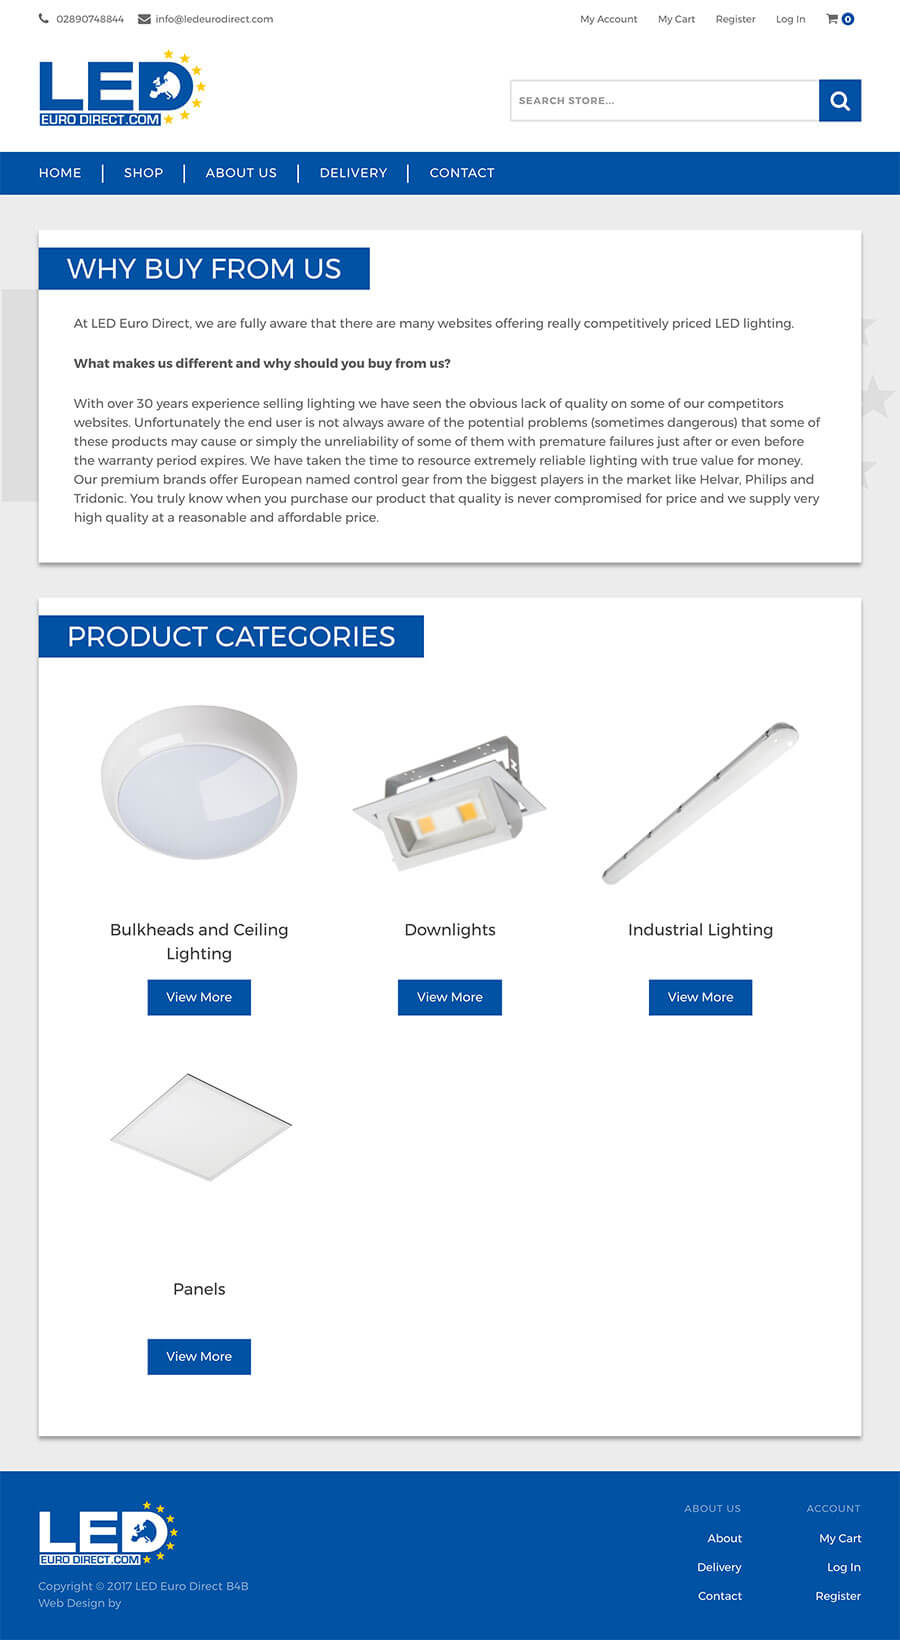 02890748844 info@ledeurodirect.com My Account My Cart Register Log In 0
LED
EURO DIRECT.COM
SEARCH STORE...
HOME SHOP ABOUT US DELIVERY CONTACT
WHY BUY FROM US
At LED Euro Direct, we are fully aware that there are many websites offering really competitively priced LED lighting.
What makes us different and why should you buy from us?
With over 30 years experience selling lighting we have seen the obvious lack of quality on some of our competitors
websites. Unfortunately the end user is not always aware of the potential problems (sometimes dangerous) that some of
these products may cause or simply the unreliability of some of them with premature failures just after or even before
the warranty period expires. We have taken the time to resource extremely reliable lighting with true value for money.
Our premium brands offer European named control gear from the biggest players in the market like Helvar, Philips and
Tridonic. You truly know when you purchase our product that quality is never compromised for price and we supply very
high quality at a reasonable and affordable price.
PRODUCT CATEGORIES
Bulkheads and Ceiling
Lighting
View More
Downlights
View More
Industrial Lighting
View More
Panels
View More
LED
EURO DIRECT.COM
Copyright © 2017 LED Euro Direct B4B
Web Design by
ABOUT US
About
Delivery
Contact
ACCOUNT
My Cart
Log In
Register